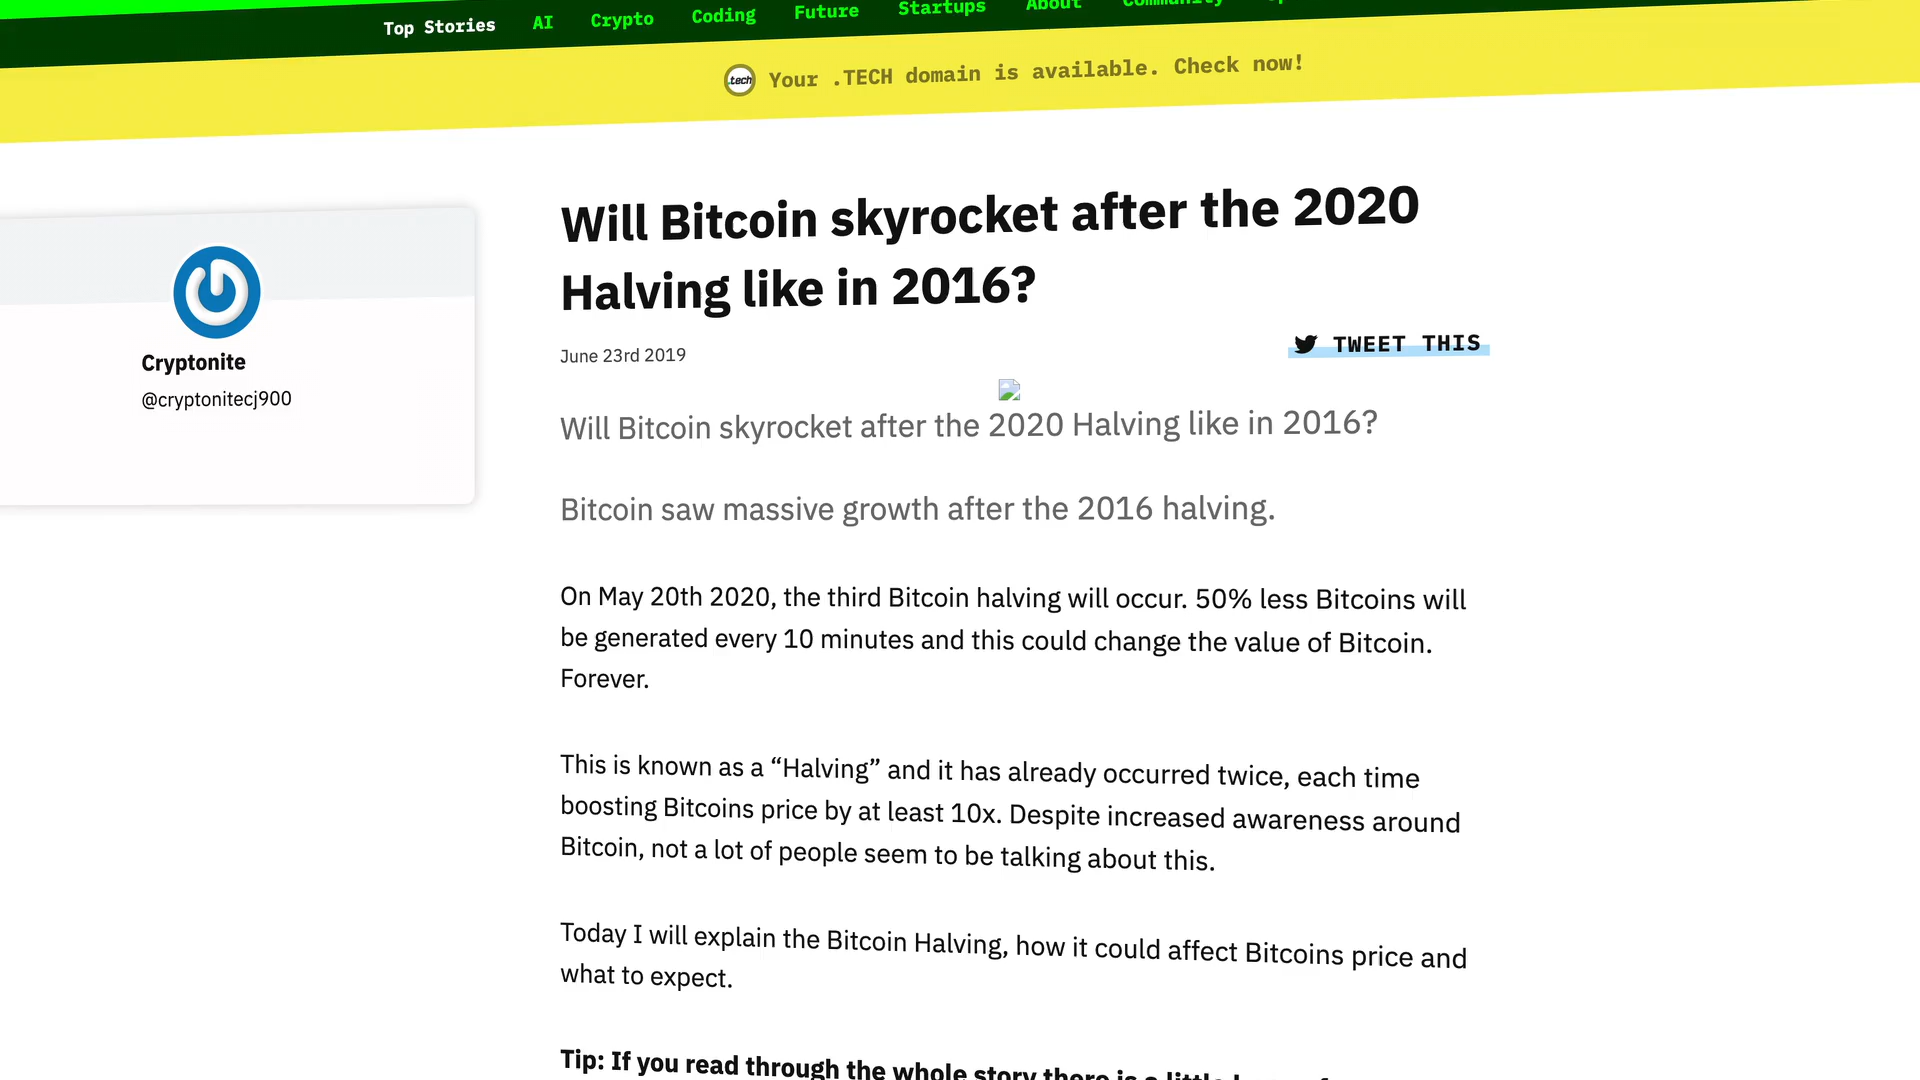 Top Stories AI Crypto Coding Future Startups About Community
.tech Your .TECH domain is available. Check now!
Will Bitcoin skyrocket after the 2020
Halving like in 2016?
June 23rd 2019
TWEET THIS
Cryptonite
@cryptonitecj900
Will Bitcoin skyrocket after the 2020 Halving like in 2016?
Bitcoin saw massive growth after the 2016 halving.
On May 20th 2020, the third Bitcoin halving will occur. 50% less Bitcoins will
be generated every 10 minutes and this could change the value of Bitcoin.
Forever.
This is known as a “Halving” and it has already occurred twice, each time
boosting Bitcoins price by at least 10x. Despite increased awareness around
Bitcoin, not a lot of people seem to be talking about this.
Today I will explain the Bitcoin Halving, how it could affect Bitcoins price and
what to expect.
Tip: If you read through the whole story there is a little